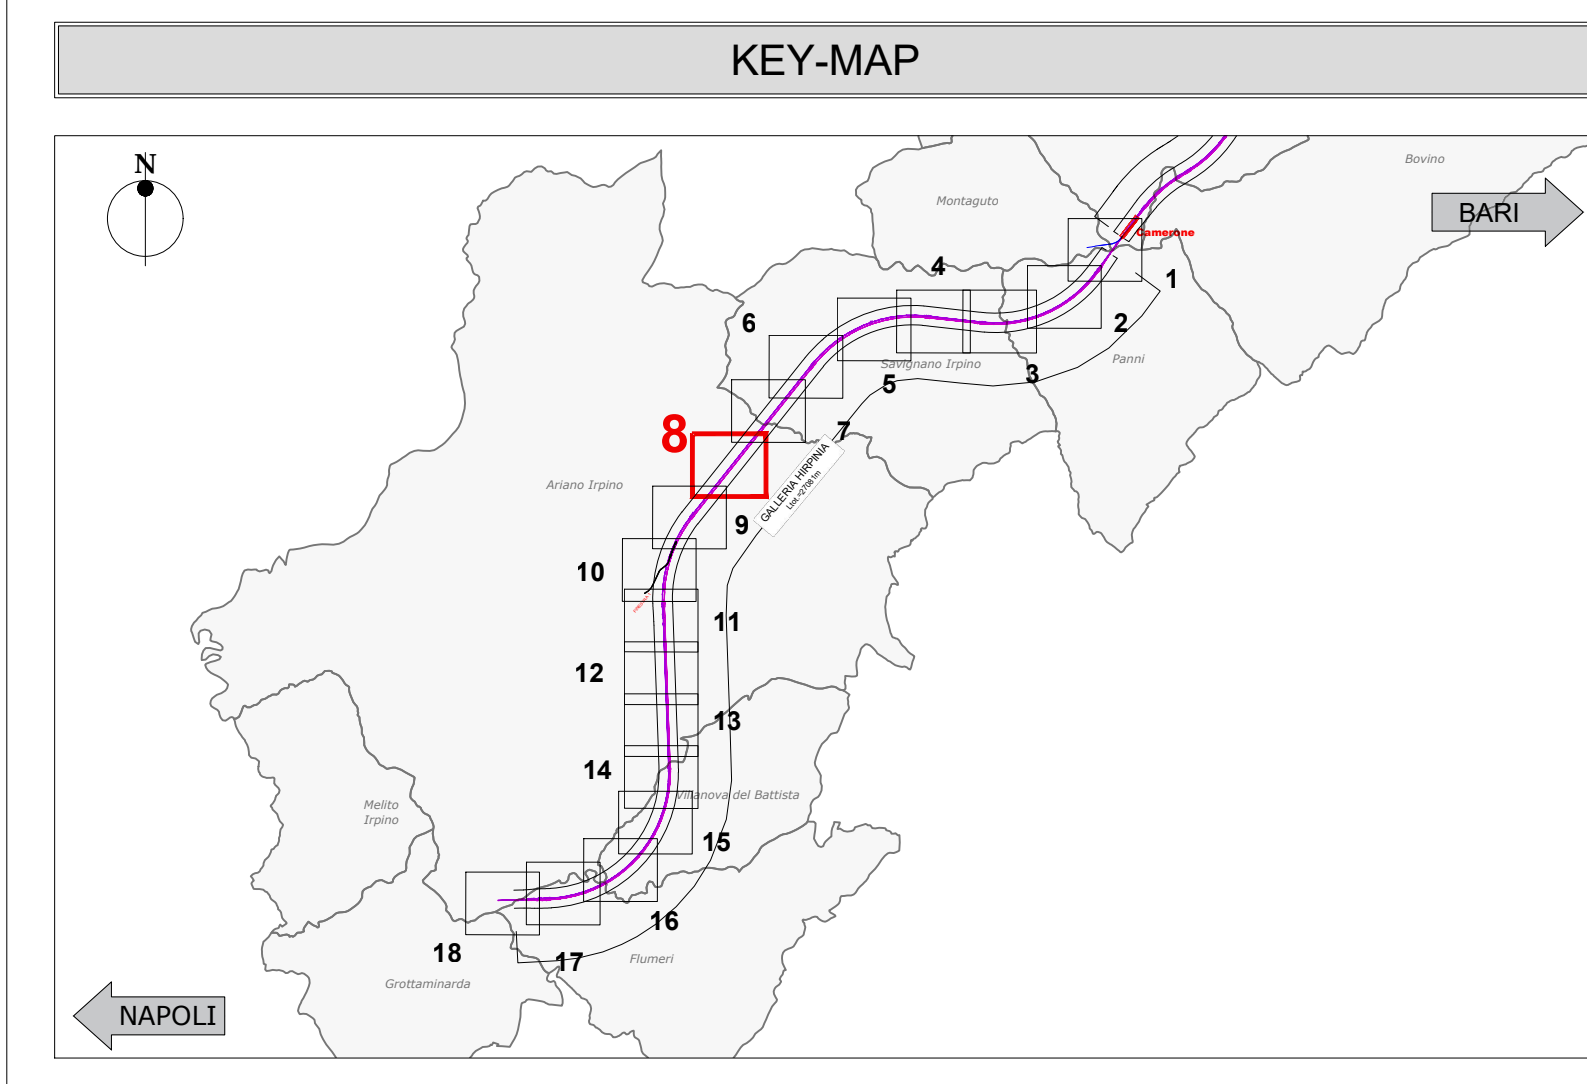 KEY-MAP
N
Bovino
Montaguto
BARI
Camerone
4
1
6
2
Savignano Irpino
Panni
3
5
8
7
GALLERIA HIRPINIA
Ltot.=27081m
Ariano Irpino
9
10
11
12
13
14
Villanova del Battista
Melito
Irpino
15
16
18
17
Flumeri
Grottaminarda
NAPOLI